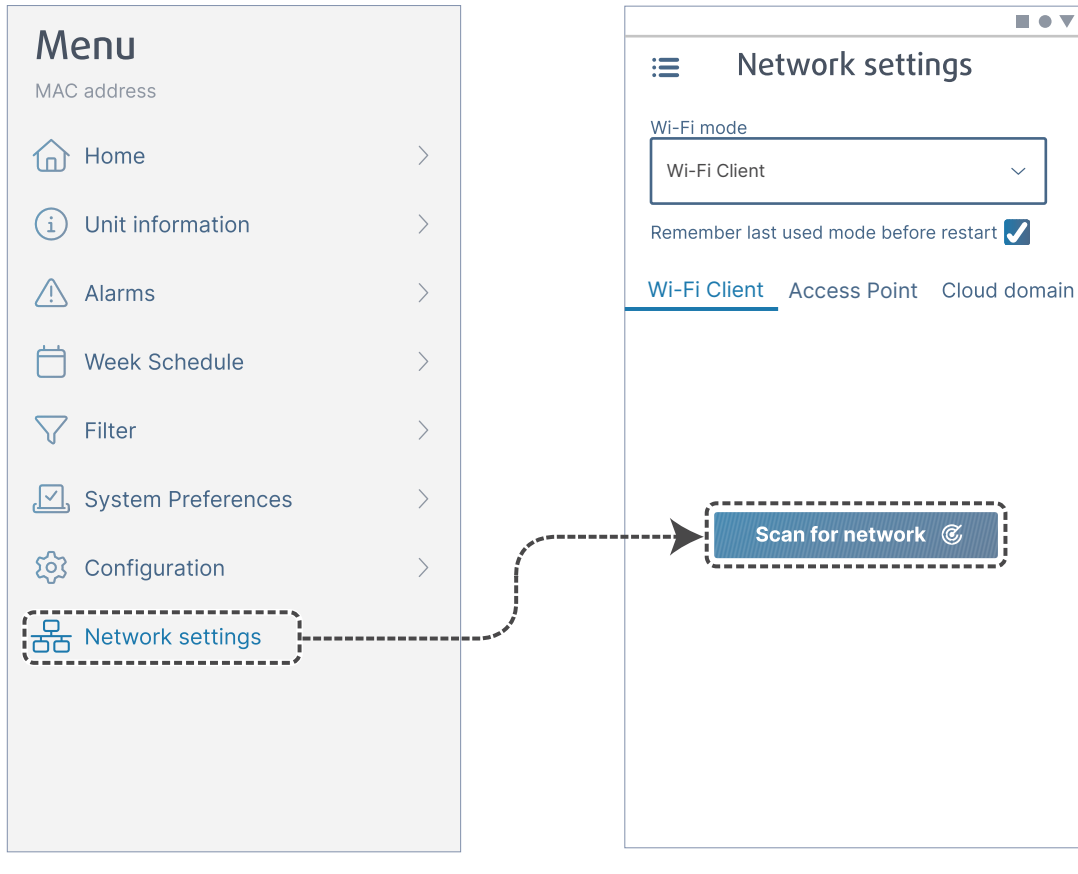 Menu
MAC address
Home
Unit information
Alarms
Week Schedule
Filter
System Preferences
Configuration
Network settings
Network settings
Wi-Fi mode
Wi-Fi Client
Remember last used mode before restart
Wi-Fi Client Access Point Cloud domain
Scan for network